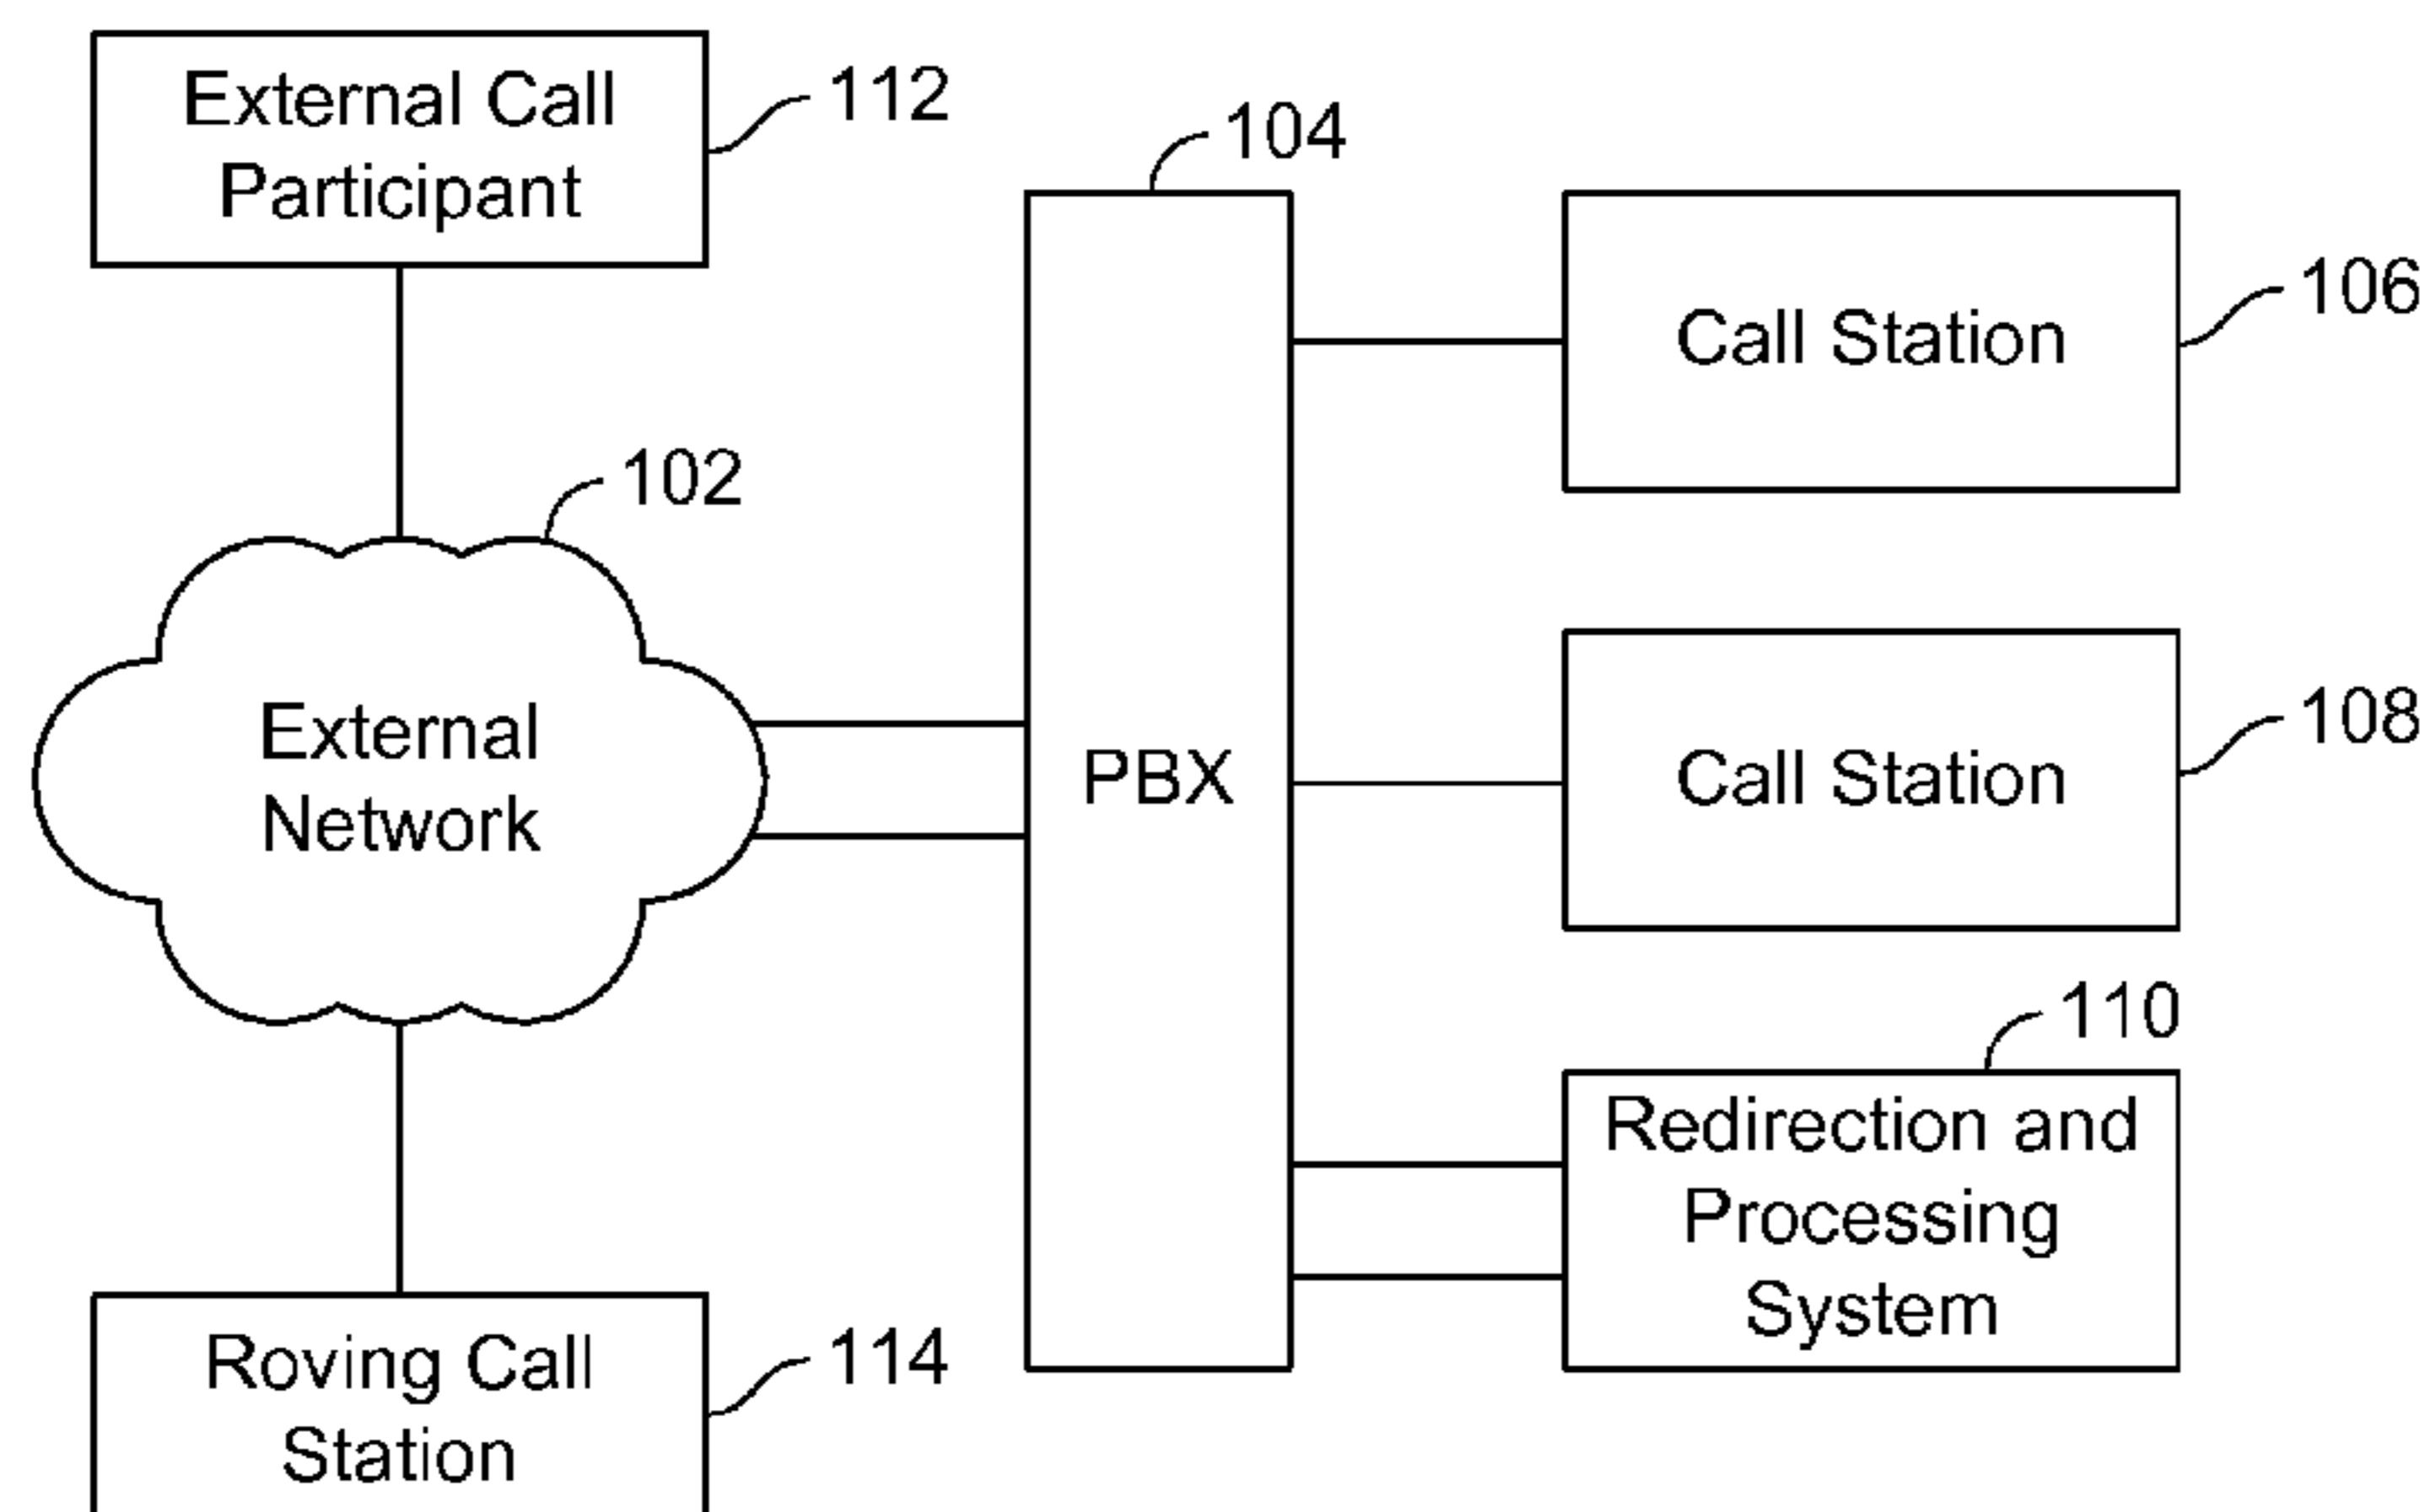 External Call
Participant
112
104
Call Station
106
102
External
Network
PBX
Call Station
108
110
Redirection and
Processing
System
Roving Call
Station
114